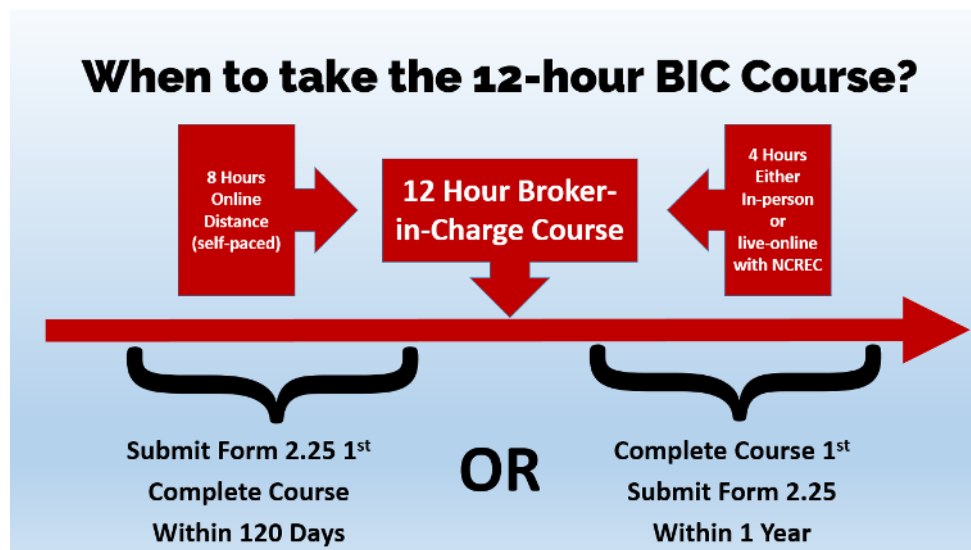 When to take the 12-hour BIC Course?
8 Hours
Online
Distance
(self-paced)
12 Hour Broker-
in-Charge Course
4 Hours
Either
In-person
or
live-online
with NCREC
Submit Form 2.25 1st
Complete Course
Within 120 Days
OR
Complete Course 1st
Submit Form 2.25
Within 1 Year